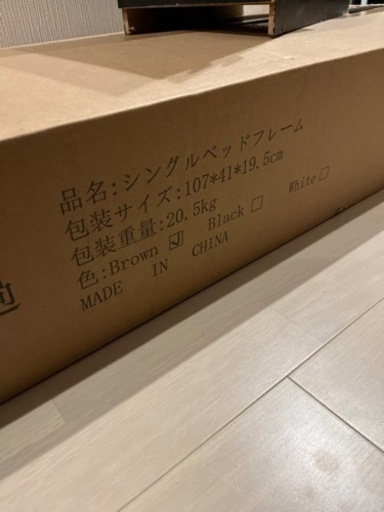 品名:シングルベッドフレーム
包装サイズ:107*41*19.5cm
包装重量:20.5kg
色:Brown ☑ Black □ White □
MADE IN CHINA